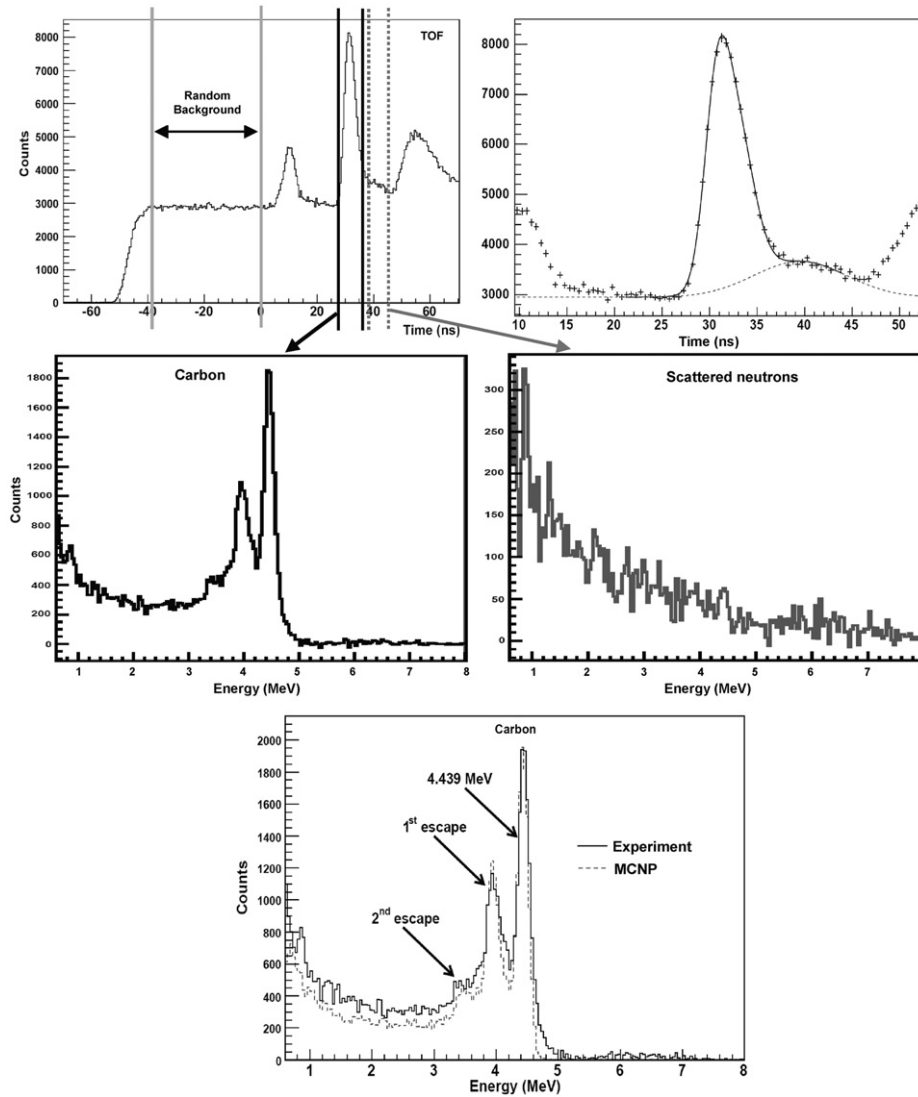 TOF
Random
Background
Counts
8000
7000
6000
5000
4000
3000
2000
1000
0
-60 -40 -20 0 20 40 60
Time (ns)
8000
7000
6000
5000
4000
3000
10 15 20 25 30 35 40 45 50
Time (ns)
Carbon
Counts
1800
1600
1400
1200
1000
800
600
400
200
0
1 2 3 4 5 6 7 8
Energy (MeV)
Scattered neutrons
300
250
200
150
100
50
0
1 2 3 4 5 6 7
Energy (MeV)
Carbon
4.439 MeV
1st escape
2nd escape
Experiment
MCNP
Counts
2000
1800
1600
1400
1200
1000
800
600
400
200
0
1 2 3 4 5 6 7 8
Energy (MeV)